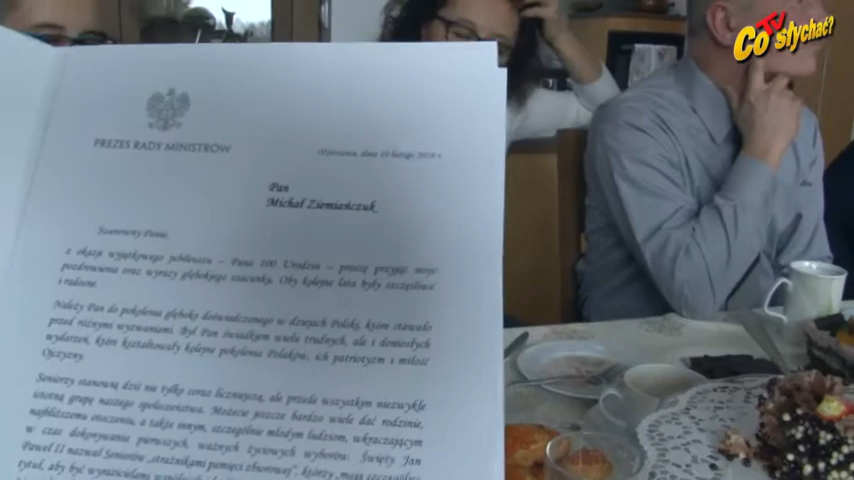 TV
Co słychać?
PREZES RADY MINISTRÓW
Warszawa, dnia 10 lutego 2019 r.
Pan
Michał Ziemiańczuk
Szanowny Panie,
z okazji wyjątkowego jubileuszu – Pana 100 Urodzin – proszę przyjąć moje
pozdrowienia oraz wyrazy głębokiego szacunku. Oby kolejne lata były szczęśliwe
i radosne.
Należy Pan do pokolenia głęboko doświadczonego w dziejach Polski, które stawało
przed różnymi wyzwaniami. Był Pan świadkiem wielu trudnych, ale i doniosłych
wydarzeń, które kształtowały kolejne pokolenia Polaków, ich patriotyzm i miłość
Ojczyzny.
Seniorzy stanowią dziś nie tylko coraz liczniejszą, ale przede wszystkim niezwykle
istotną grupę naszego społeczeństwa. Możecie jeszcze bardzo wiele dać rodzinie,
najbliższemu otoczeniu, a także innym, szczególnie młodym ludziom, wkraczającym
w czas dokonywania pierwszych, ważnych życiowych wyborów. Święty Jan
Paweł II nazwał Seniorów „strażnikami pamięci zbiorowej", którzy „mają szczególny
tytuł, aby być wyrazicielami wspólnych